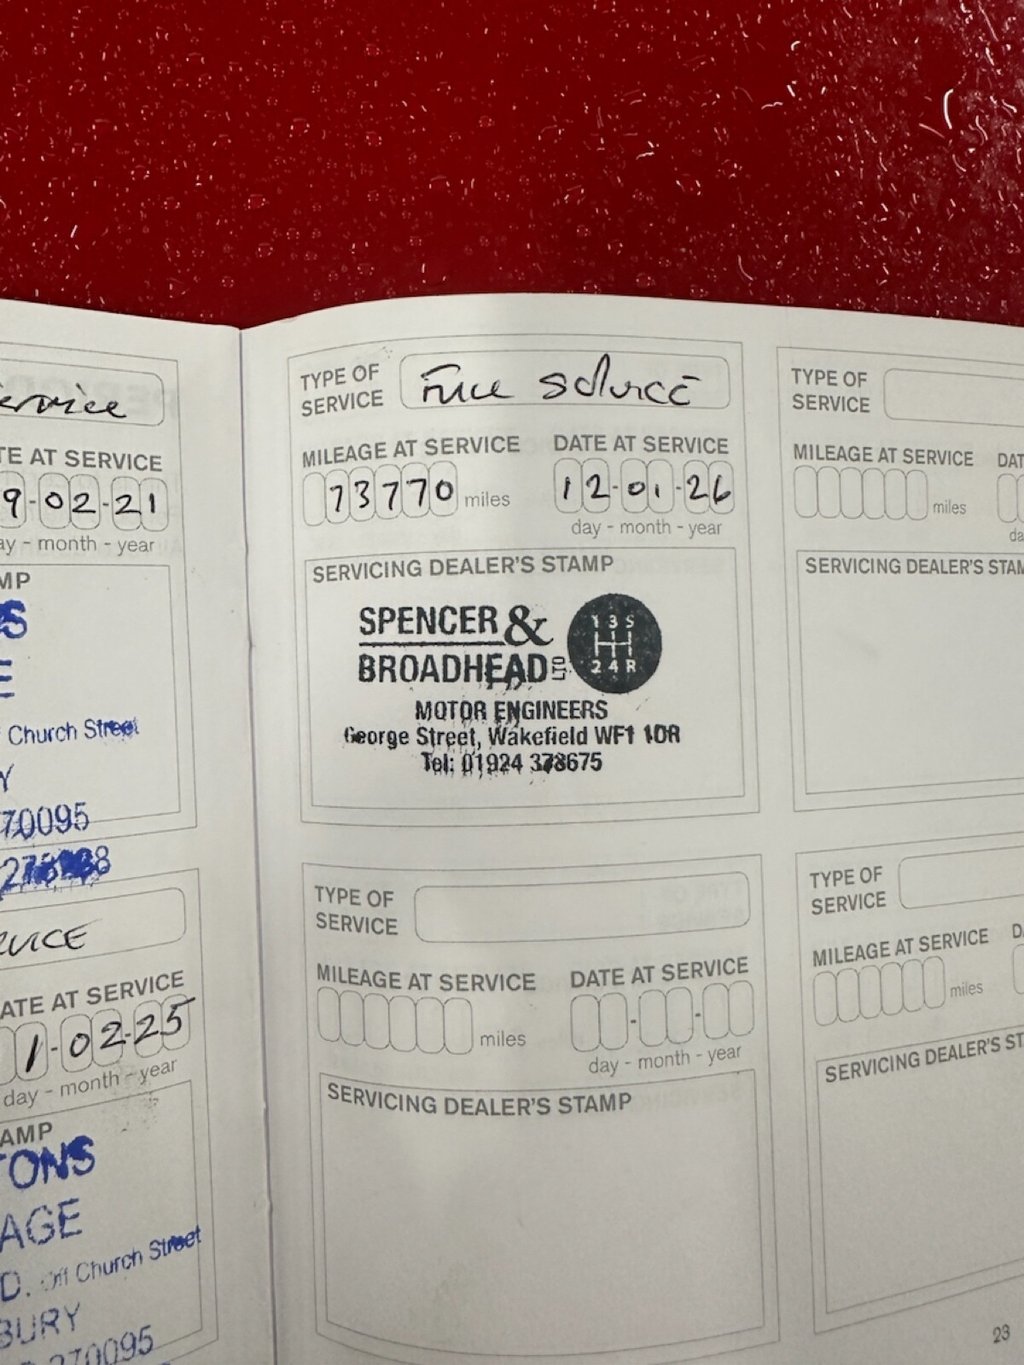 ervice
TE AT SERVICE
9-02-21
ay - month - year
MP
S
E
Church Street
Y
70095
RVICE
ATE AT SERVICE
1-02-25
day - month - year
AMP
TONS
AGE
D. Off Church Street
BURY
270095
TYPE OF
SERVICE
Full Service
MILEAGE AT SERVICE
73770 miles
DATE AT SERVICE
12-01-26
day - month - year
SERVICING DEALER'S STAMP
SPENCER &
BROADHEAD LTD
1 3 5
2 4 R
MOTOR ENGINEERS
George Street, Wakefield WF1 1DR
Tel: 01924 378675
TYPE OF
SERVICE
MILEAGE AT SERVICE
miles
DATE AT SERVICE
day - month - year
SERVICING DEALER'S STAMP
TYPE OF
SERVICE
MILEAGE AT SERVICE
miles
DAT
da
SERVICING DEALER'S STAM
TYPE OF
SERVICE
MILEAGE AT SERVICE
miles
D
SERVICING DEALER'S ST
23